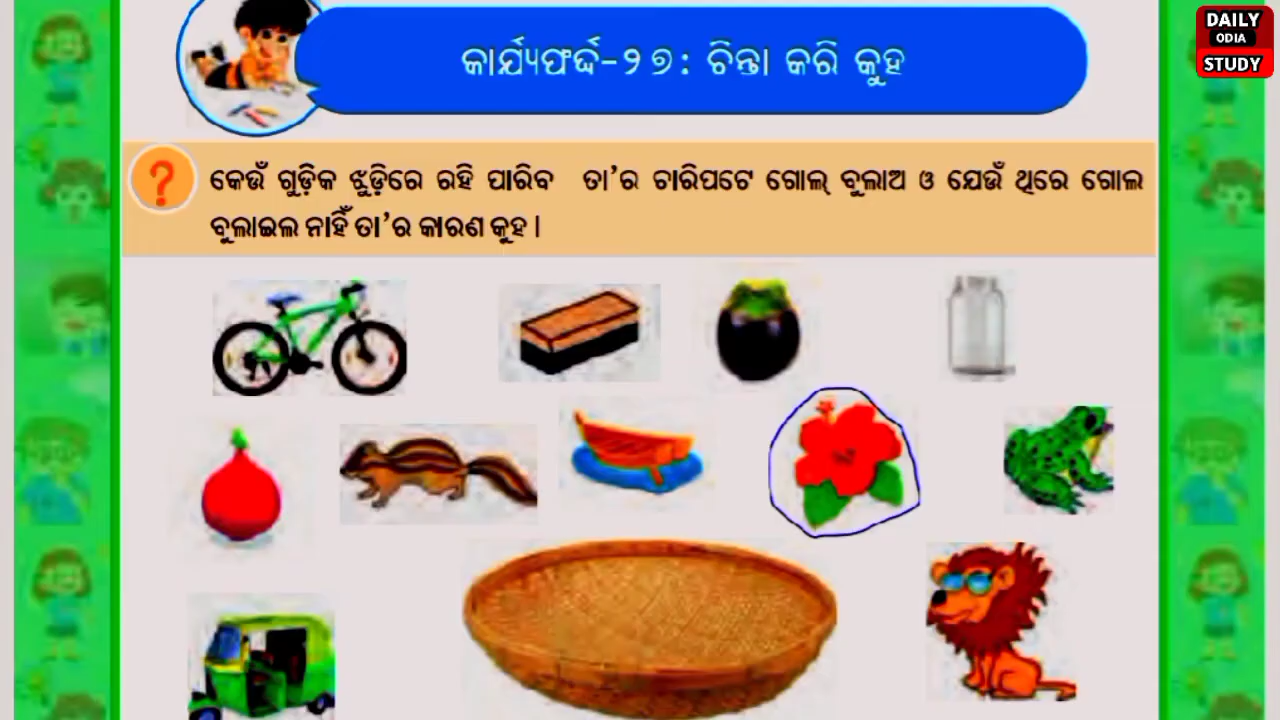 DAILY
ODIA
STUDY
କାର୍ଯ୍ୟଫର୍ଦ୍ଦ-୨୭: ଚିନ୍ତା କରି କୁହ
?
କେଉଁ ଗୁଡ଼ିକ ଝୁଡ଼ିରେ ରହି ପାରିବ ତା'ର ଚାରିପଟେ ଗୋଲ୍ ବୁଲାଅ ଓ ଯେଉଁ ଥିରେ ଗୋଲ
ବୁଲାଇଲ ନାହିଁ ତା'ର କାରଣ କୁହ।